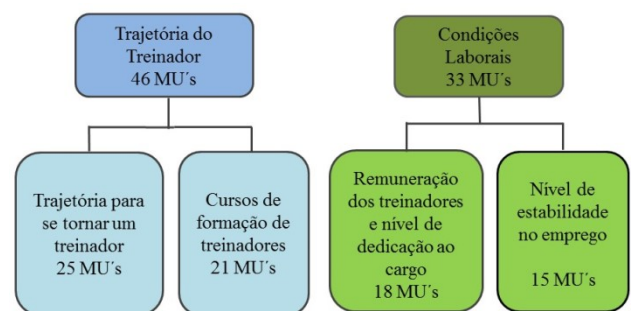 Trajetória do
Treinador
46 MU´s
Condições
Laborais
33 MU´s
Trajetória para
se tornar um
treinador
25 MU´s
Cursos de
formação de
treinadores
21 MU´s
Remuneração
dos treinadores
e nível de
dedicação ao
cargo
18 MU´s
Nível de
estabilidade
no emprego
15 MU´s